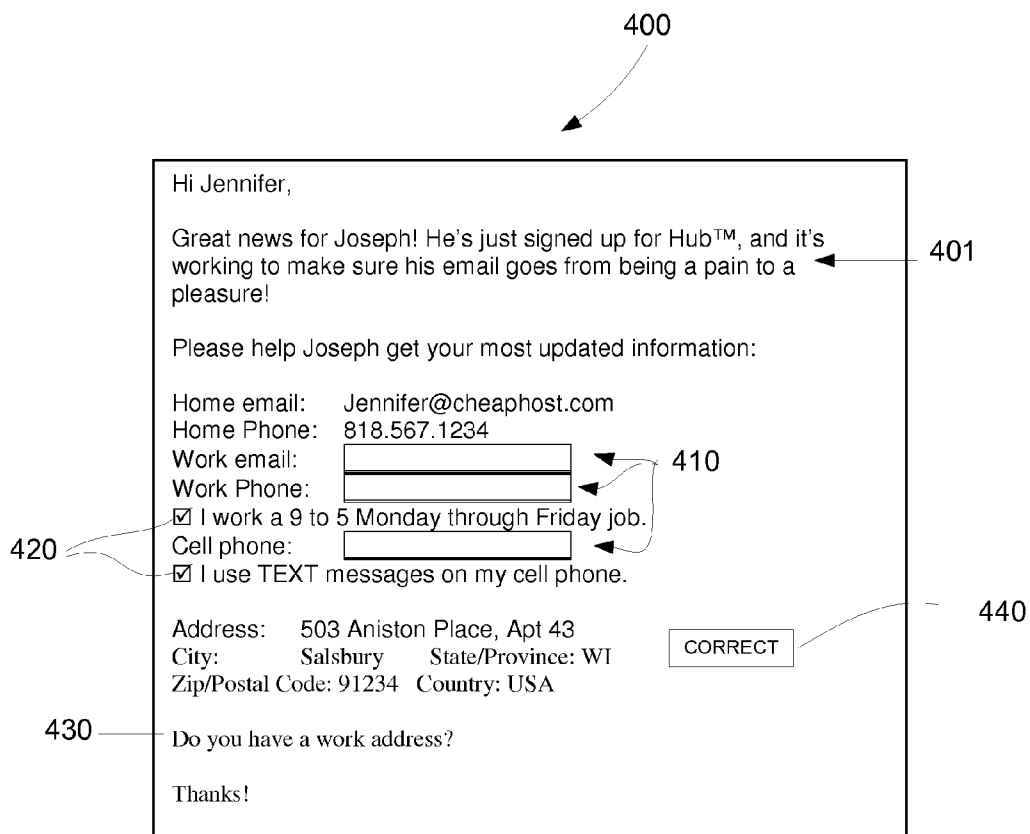 400
Hi Jennifer,
Great news for Joseph! He's just signed up for Hub™, and it's
working to make sure his email goes from being a pain to a
pleasure!
401
Please help Joseph get your most updated information:
Home email: Jennifer@cheaphost.com
Home Phone: 818.567.1234
Work email:
410
Work Phone:
☑ I work a 9 to 5 Monday through Friday job.
420
Cell phone:
☑ I use TEXT messages on my cell phone.
440
Address: 503 Aniston Place, Apt 43
CORRECT
City: Salsbury State/Province: WI
Zip/Postal Code: 91234 Country: USA
430
Do you have a work address?
Thanks!